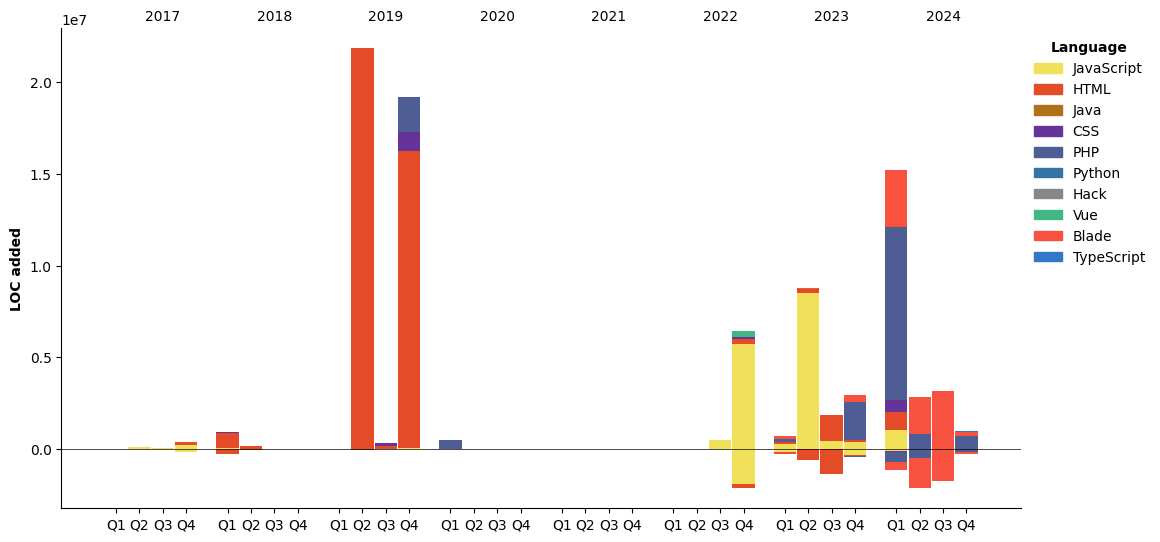 2017 2018 2019 2020 2021 2022 2023 2024
1e7
Language
JavaScript
HTML
Java
CSS
PHP
Python
Hack
Vue
Blade
TypeScript
2.0
1.5
1.0
0.5
0.0
LOC added
Q1 Q2 Q3 Q4 Q1 Q2 Q3 Q4 Q1 Q2 Q3 Q4 Q1 Q2 Q3 Q4 Q1 Q2 Q3 Q4 Q1 Q2 Q3 Q4 Q1 Q2 Q3 Q4 Q1 Q2 Q3 Q4